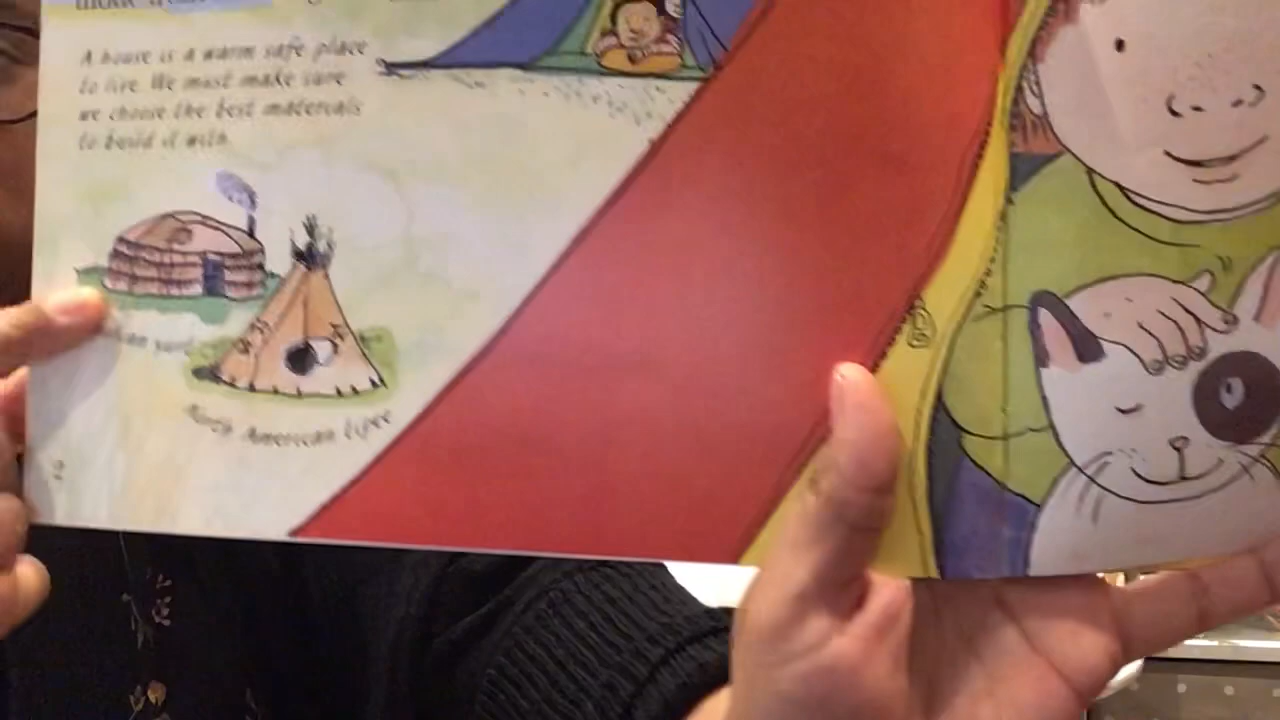 A house is a warm safe place
to live. We must make sure
we choose the best materials
to build it with
North American tipee